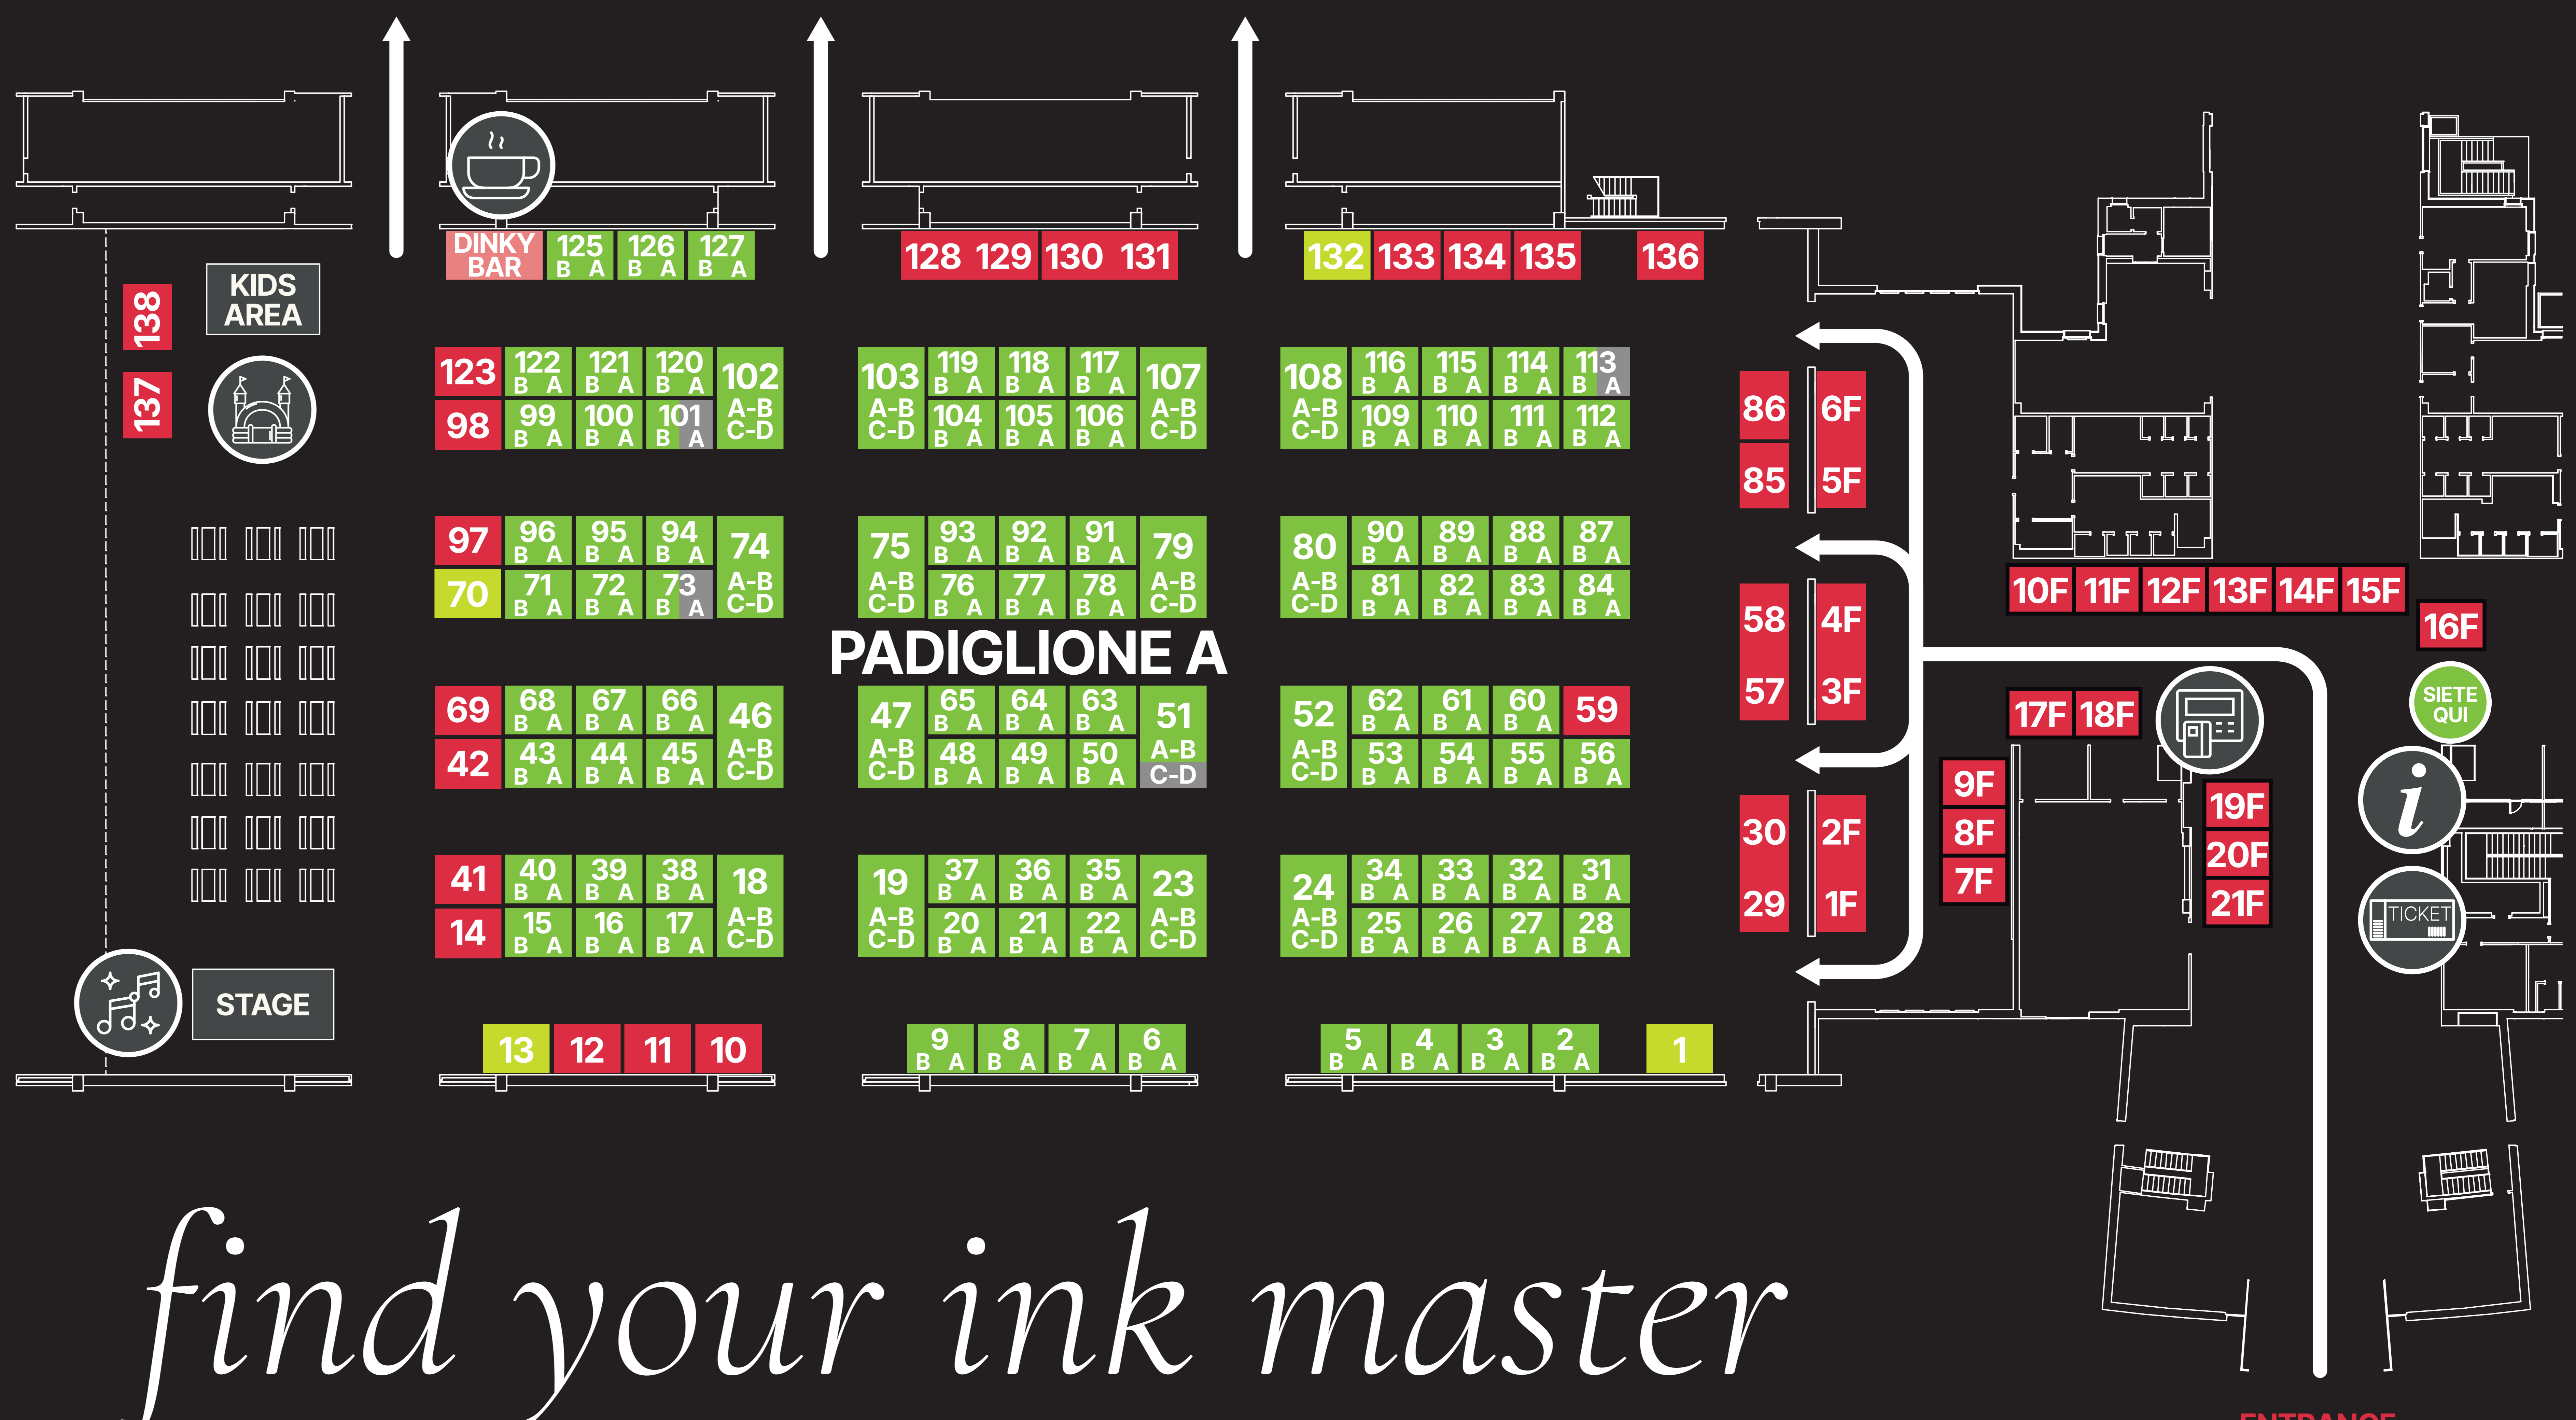 DINKY
BAR
125 126 127
B A B A B A
128 129 130 131
132 133 134 135 136
138
KIDS
AREA
137
123 122 121 120 102
B A B A B A
A-B
C-D
98 99 100 101
B A B A B A
103 119 118 117 107
B A B A B A
A-B A-B
C-D C-D
104 105 106
B A B A B A
108 116 115 114 113
B A B A B A B A
A-B
C-D
109 110 111 112
B A B A B A B A
86 6F
85 5F
97 96 95 94 74
B A B A B A
A-B
C-D
70 71 72 73
B A B A B A
75 93 92 91 79
B A B A B A
A-B A-B
C-D C-D
76 77 78
B A B A B A
80 90 89 88 87
B A B A B A B A
A-B
C-D
81 82 83 84
B A B A B A B A
58 4F
57 3F
10F 11F 12F 13F 14F 15F
16F
PADIGLIONE A
SIETE
QUI
69 68 67 66 46
B A B A B A
A-B
C-D
42 43 44 45
B A B A B A
47 65 64 63 51
B A B A B A
A-B A-B
C-D C-D
48 49 50
B A B A B A
52 62 61 60 59
B A B A B A
A-B
C-D
53 54 55 56
B A B A B A B A
17F 18F
i
9F
8F
7F
19F
20F
21F
30 2F
29 1F
TICKET
41 40 39 38 18
B A B A B A
A-B
C-D
14 15 16 17
B A B A B A
19 37 36 35 23
B A B A B A
A-B A-B
C-D C-D
20 21 22
B A B A B A
24 34 33 32 31
B A B A B A B A
A-B
C-D
25 26 27 28
B A B A B A B A
STAGE
13 12 11 10
9 8 7 6
B A B A B A B A
5 4 3 2 1
B A B A B A B A
find your ink master
ENTRANCE